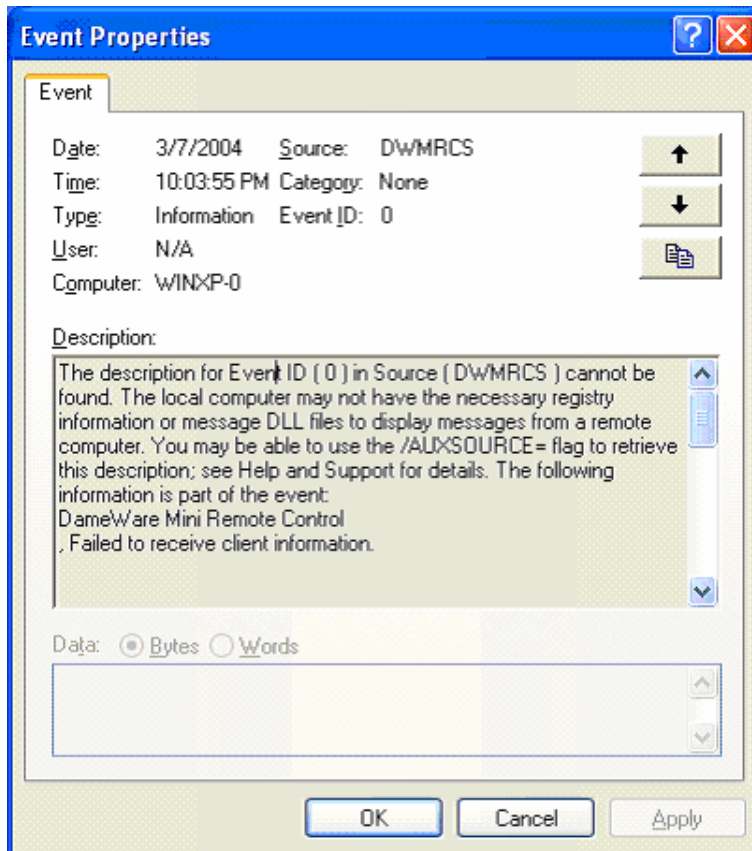 Event Properties
Event
Date: 3/7/2004 Source: DWMRCS
Time: 10:03:55 PM Category: None
Type: Information Event ID: 0
User: N/A
Computer: WINXP-0
Description:
The description for Event ID ( 0 ) in Source ( DWMRCS ) cannot be
found. The local computer may not have the necessary registry
information or message DLL files to display messages from a remote
computer. You may be able to use the /AUXSOURCE= flag to retrieve
this description; see Help and Support for details. The following
information is part of the event:
DameWare Mini Remote Control
, Failed to receive client information.
Data: Bytes Words
OK Cancel Apply